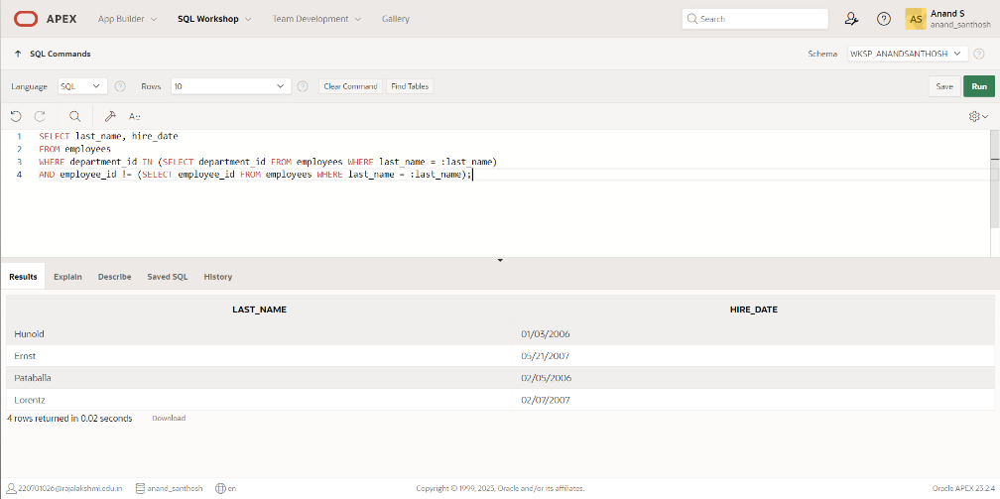 APEX App Builder SQL Workshop Team Development Gallery Search AS Anand S
anand_santhosh
SQL Commands Schema WKSP_ANANDSANTHOSH
Language SQL Rows 10 Clear Command Find Tables Save Run
1 SELECT last_name, hire_date
2 FROM employees
3 WHERE department_id IN (SELECT department_id FROM employees WHERE last_name = :last_name)
4 AND employee_id != (SELECT employee_id FROM employees WHERE last_name = :last_name);
Results Explain Describe Saved SQL History
LAST_NAME HIRE_DATE
Hunold 01/03/2006
Ernst 05/21/2007
Pataballa 02/05/2006
Lorentz 02/07/2007
4 rows returned in 0.02 seconds Download
220701026@rajalakshmi.edu.in anand_santhosh en Copyright © 1999, 2023, Oracle and/or its affiliates. Oracle APEX 23.2.4